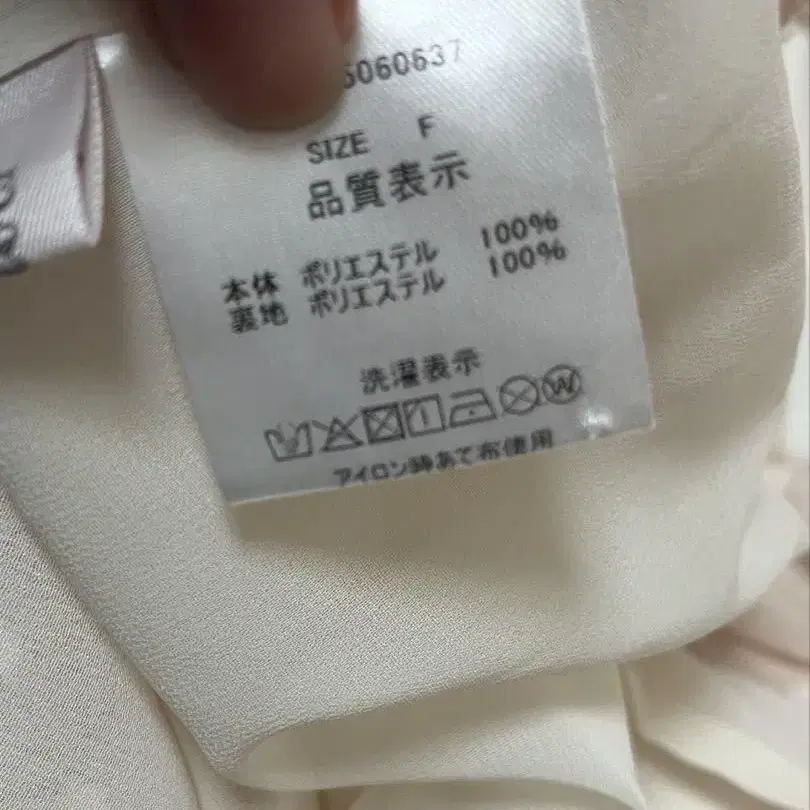 5060637
SIZE F
品質表示
本体 ポリエステル 100%
裏地 ポリエステル 100%
洗濯表示
アイロン時あて布使用